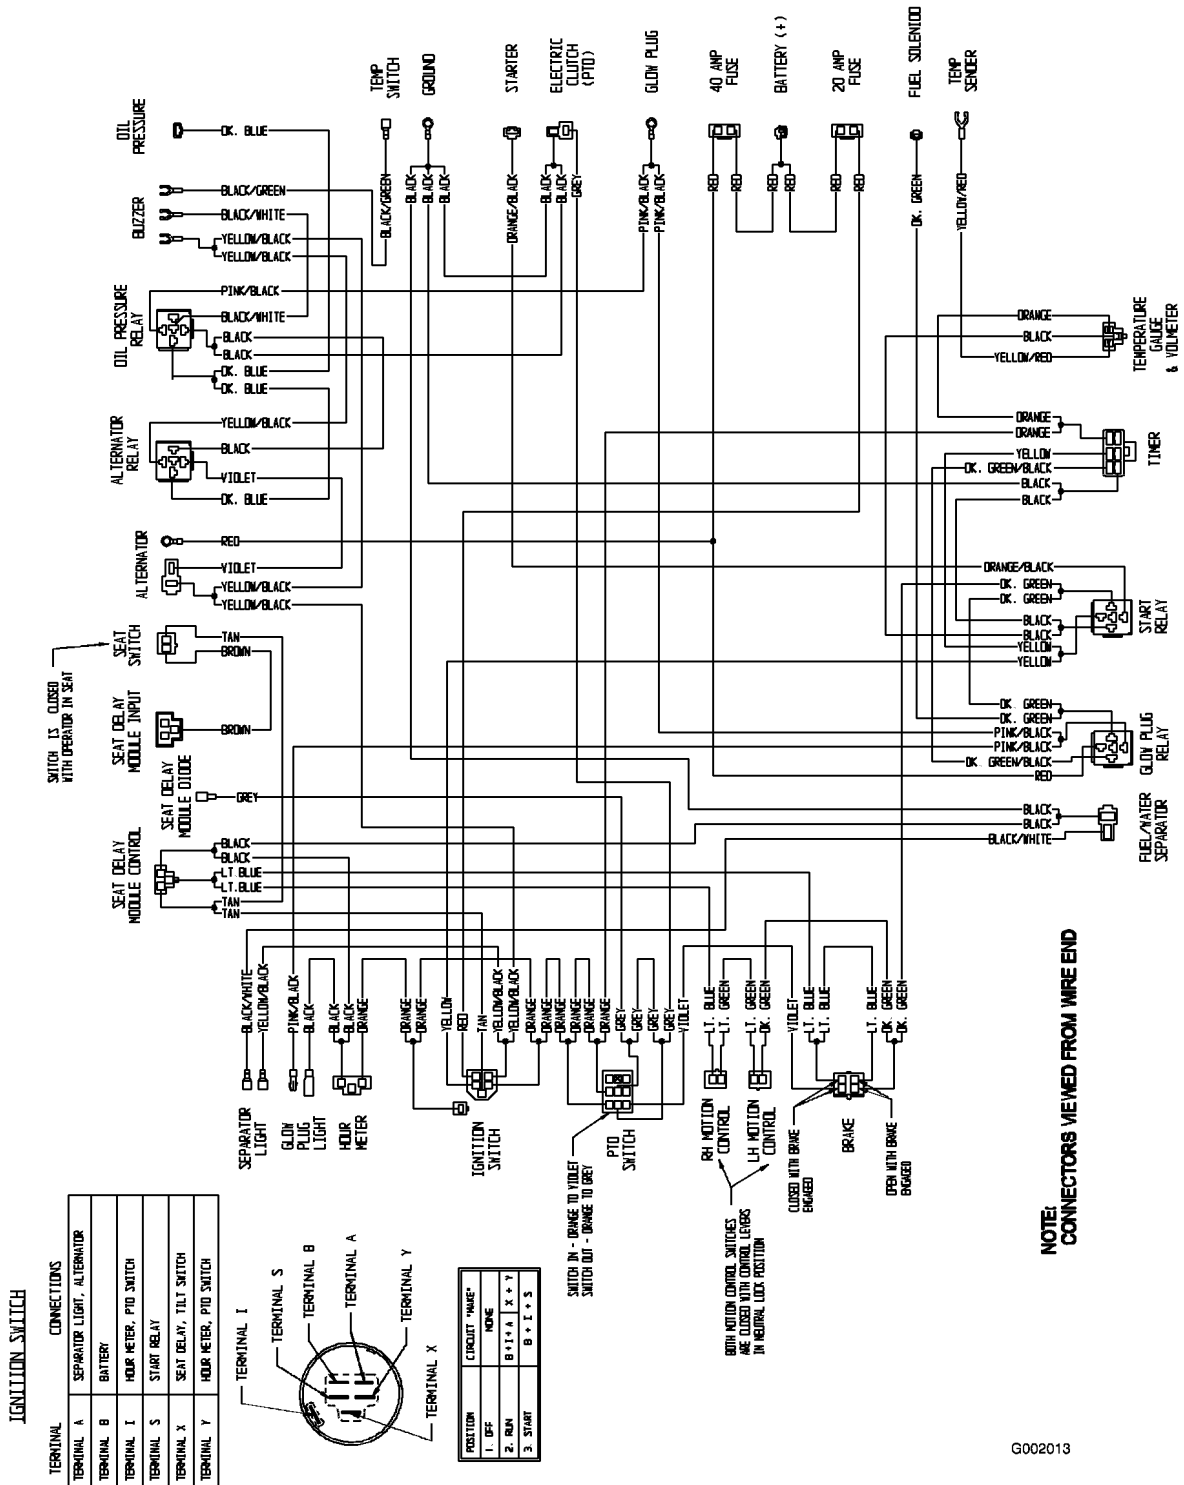 OIL
PRESSURE
BUZZER
OIL PRESSURE
RELAY
ALTERNATOR
RELAY
ALTERNATOR
SEAT
SWITCH
SWITCH IS CLOSED
WITH OPERATOR IN SEAT
SEAT DELAY
MODULE INPUT
SEAT DELAY
MODULE DIODE
SEAT DELAY
MODULE CONTROL
DK. BLUE
BLACK/GREEN
BLACK/WHITE
YELLOW/BLACK
YELLOW/BLACK
PINK/BLACK
BLACK/WHITE
BLACK
BLACK
DK. BLUE
DK. BLUE
YELLOW/BLACK
BLACK
VIOLET
DK. BLUE
RED
VIOLET
YELLOW/BLACK
YELLOW/BLACK
TAN
BROWN
BROWN
GREY
BLACK
BLACK
LT.BLUE
LT.BLUE
TAN
TAN
TEMP
SWITCH
GROUND
STARTER
ELECTRIC
CLUTCH
(PTO)
GLOW PLUG
40 AMP
FUSE
BATTERY (+)
20 AMP
FUSE
FUEL SOLENIOD
TEMP
SENDER
BLACK/GREEN
BLACK
BLACK
BLACK
ORANGE/BLACK
BLACK
BLACK
GREY
PINK/BLACK
PINK/BLACK
RED
RED
RED
RED
RED
RED
DK. GREEN
YELLOW/RED
ORANGE
BLACK
YELLOW/RED
TEMPERATURE
GAUGE
& VOLMETER
ORANGE
ORANGE
YELLOW
DK. GREEN/BLACK
BLACK
BLACK
TIMER
ORANGE/BLACK
DK. GREEN
DK. GREEN
BLACK
BLACK
YELLOW
YELLOW
START
RELAY
DK. GREEN
DK. GREEN
PINK/BLACK
PINK/BLACK
DK GREEN/BLACK
RED
GLOW PLUG
RELAY
BLACK
BLACK
BLACK/WHITE
FUEL/WATER
SEPARATOR
BLACK/WHITE
YELLOW/BLACK
PINK/BLACK
BLACK
BLACK
BLACK
ORANGE
ORANGE
ORANGE
YELLOW
RED
TAN
YELLOW/BLACK
YELLOW/BLACK
ORANGE
ORANGE
ORANGE
ORANGE
ORANGE
ORANGE
GREY
GREY
GREY
GREY
VIOLET
LT. BLUE
LT. GREEN
LT. GREEN
DK. GREEN
VIOLET
LT. BLUE
LT. BLUE
LT. BLUE
DK. GREEN
DK. GREEN
SEPARATOR
LIGHT
GLOW
PLUG
LIGHT
HOUR
METER
IGNITION
SWITCH
PTO
SWITCH
SWITCH IN - ORANGE TO VIOLET
SWITCH OUT - ORANGE TO GREY
RH MOTION
CONTROL
LH MOTION
CONTROL
BOTH MOTION CONTROL SWITCHES
ARE CLOSED WITH CONTROL LEVERS
IN NEUTRAL LOCK POSITION
CLOSED WITH BRAKE
ENGAGED
BRAKE
OPEN WITH BRAKE
ENGAGED
NOTE:
CONNECTORS VIEWED FROM WIRE END
IGNITION SWITCH
TERMINAL CONNECTIONS
TERMINAL A SEPARATOR LIGHT, ALTERNATOR
TERMINAL B BATTERY
TERMINAL I HOUR METER, PTO SWITCH
TERMINAL S START RELAY
TERMINAL X SEAT DELAY, TILT SWITCH
TERMINAL Y HOUR METER, PTO SWITCH
TERMINAL I
TERMINAL S
TERMINAL B
TERMINAL A
TERMINAL Y
TERMINAL X
POSITION CIRCUIT "MAKE"
1. OFF NONE
2. RUN B + I + A X + Y
3. START B + I + S
G002013